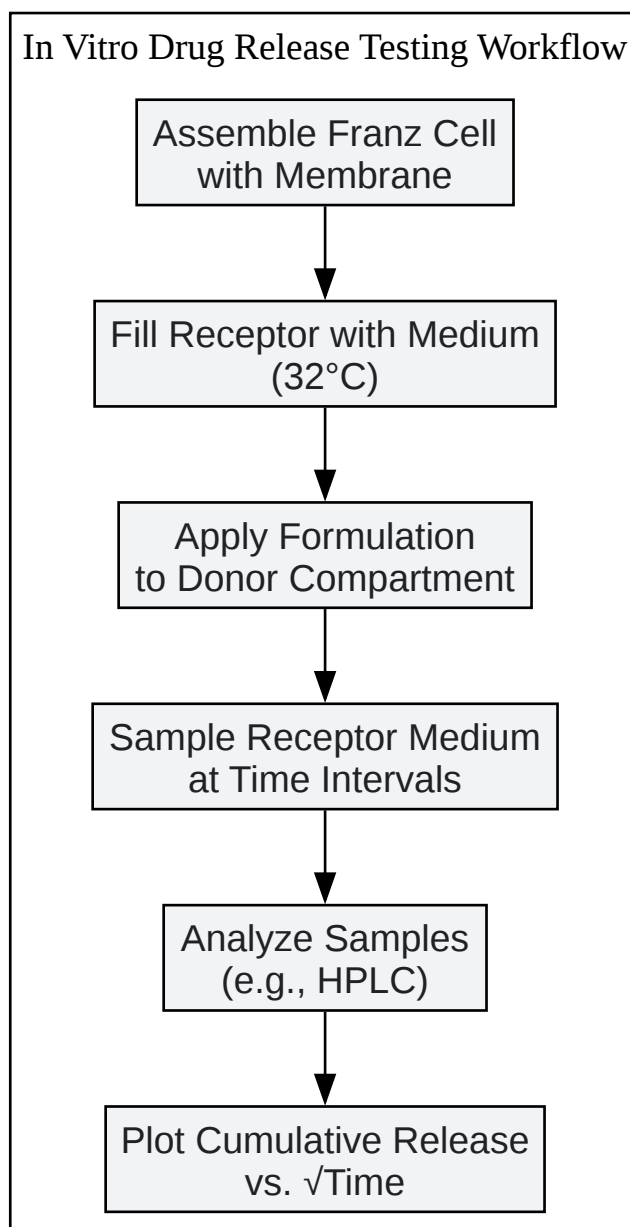 In Vitro Drug Release Testing Workflow
Assemble Franz Cell
with Membrane
Fill Receptor with Medium
(32°C)
Apply Formulation
to Donor Compartment
Sample Receptor Medium
at Time Intervals
Analyze Samples
(e.g., HPLC)
Plot Cumulative Release
vs. √Time